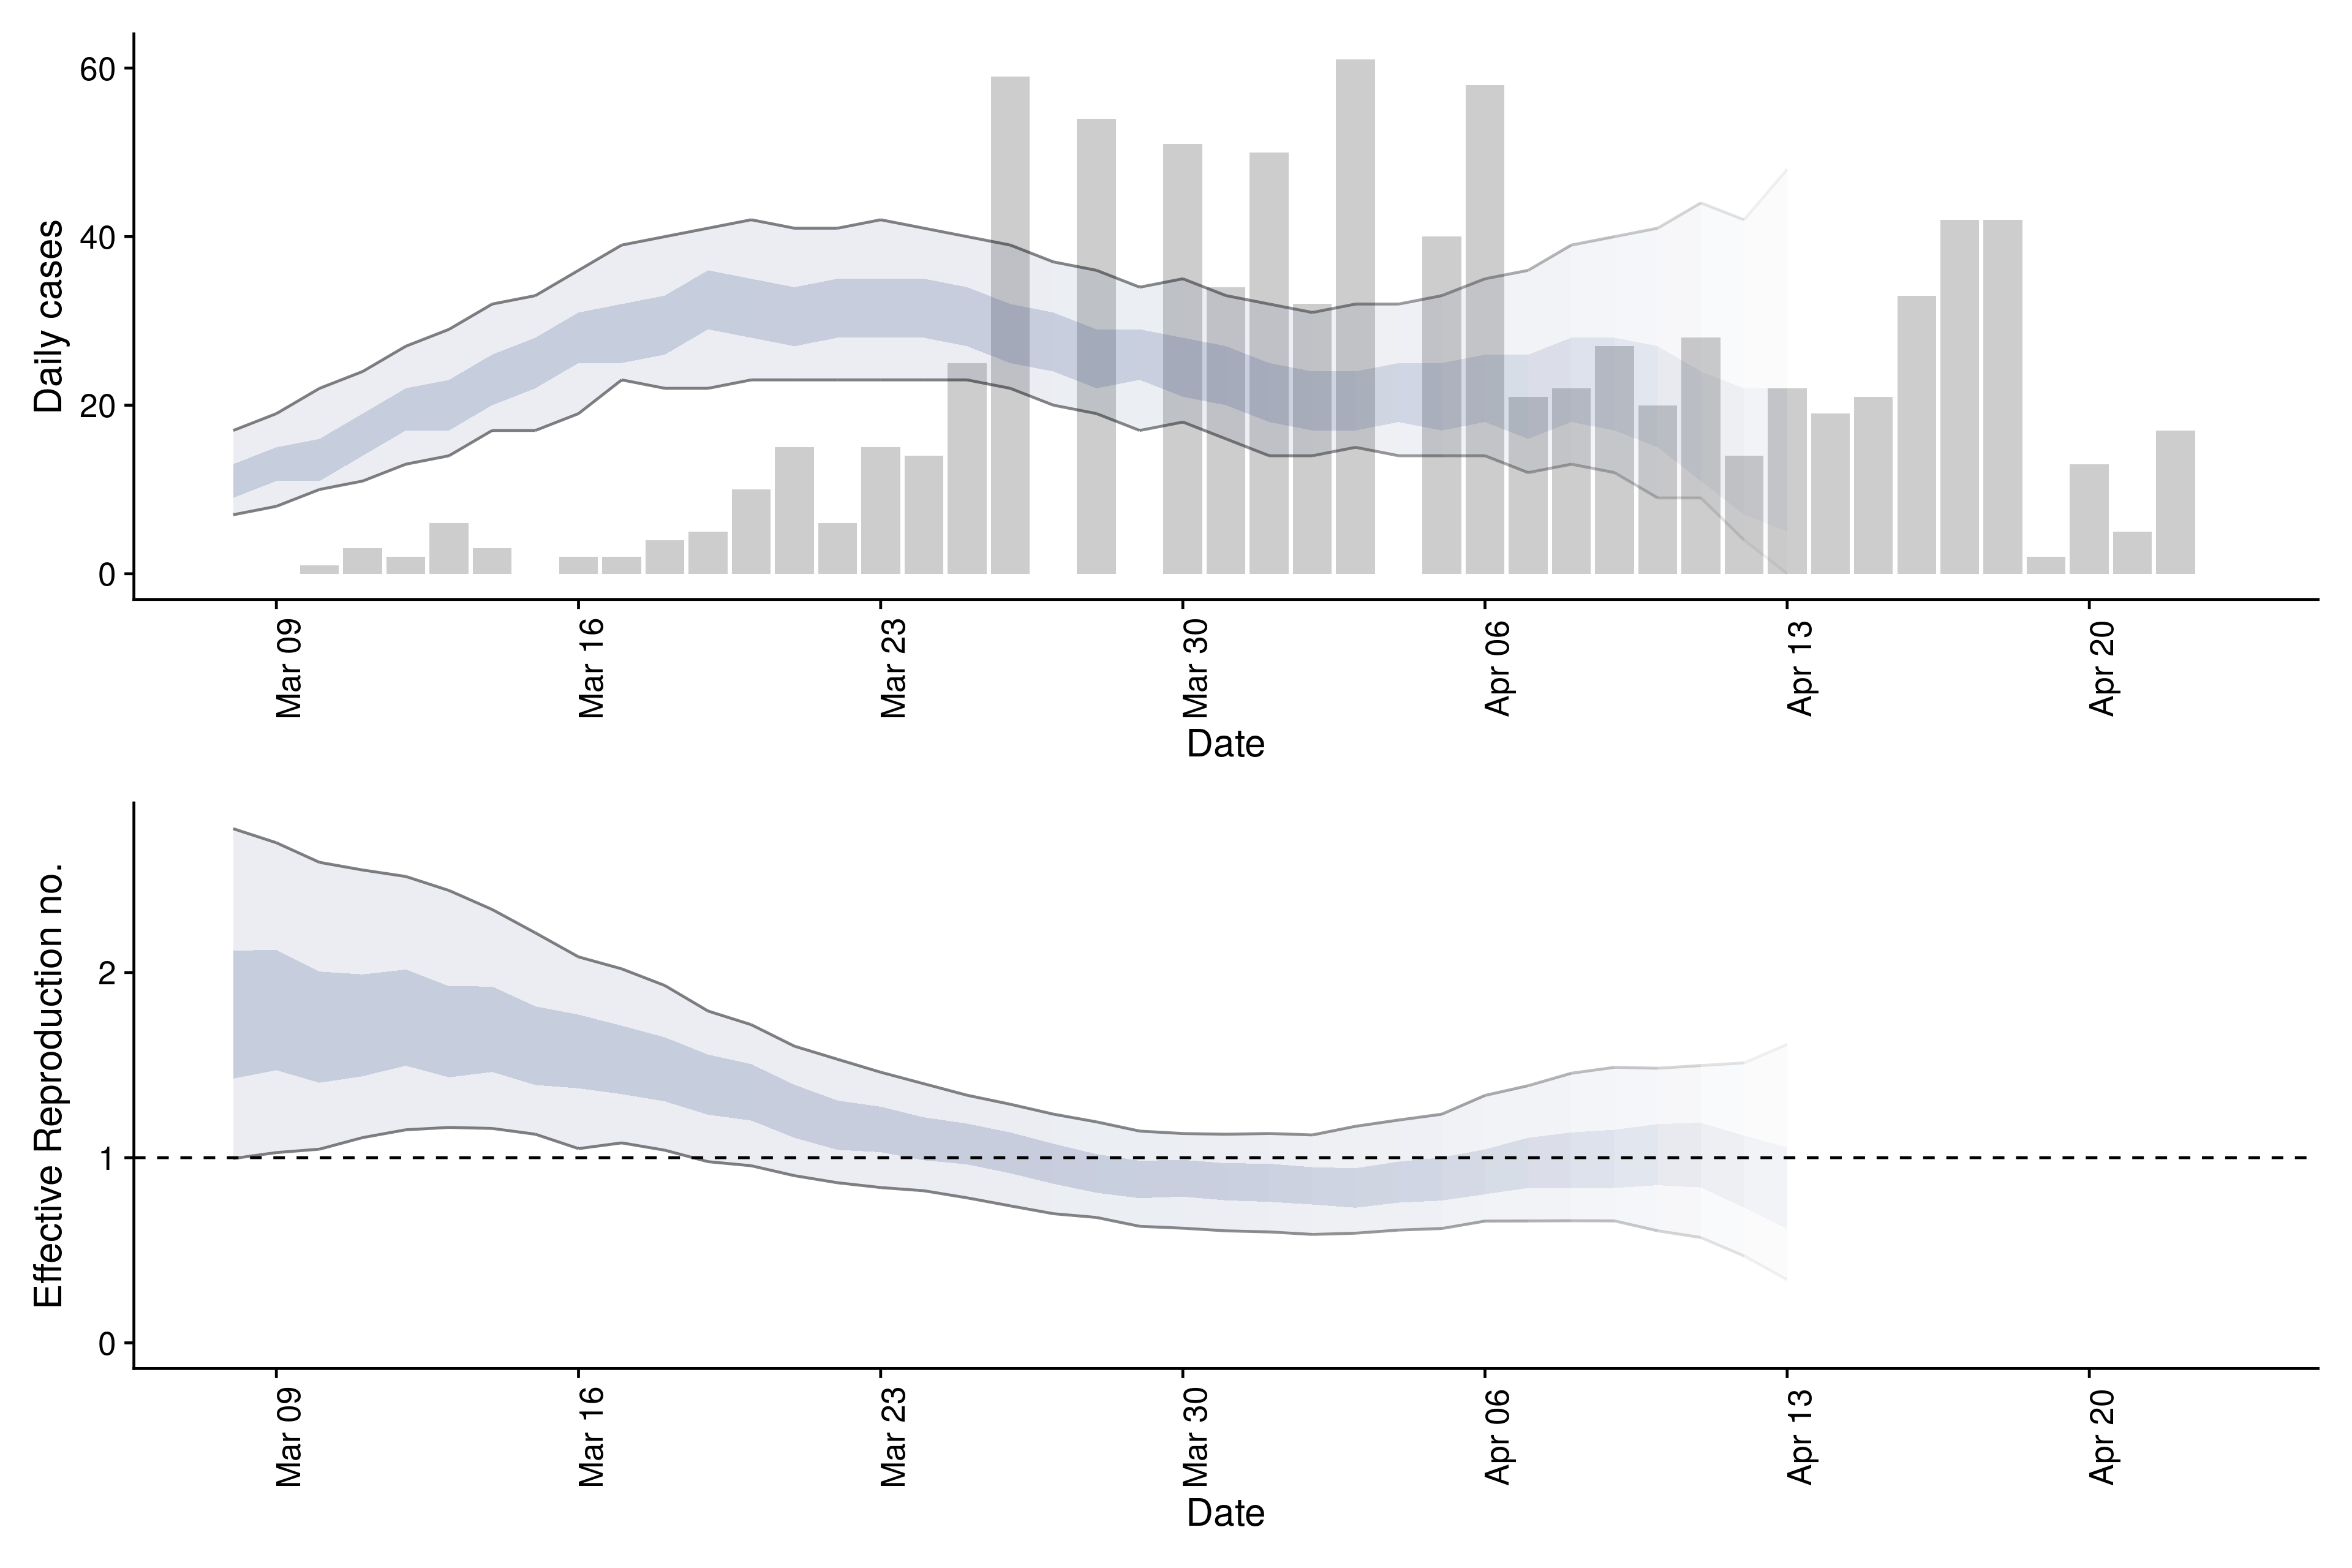 Daily cases
60
40
20
0
Mar 09
Mar 16
Mar 23
Mar 30
Apr 06
Apr 13
Apr 20
Date
Effective Reproduction no.
2
1
0
Mar 09
Mar 16
Mar 23
Mar 30
Apr 06
Apr 13
Apr 20
Date